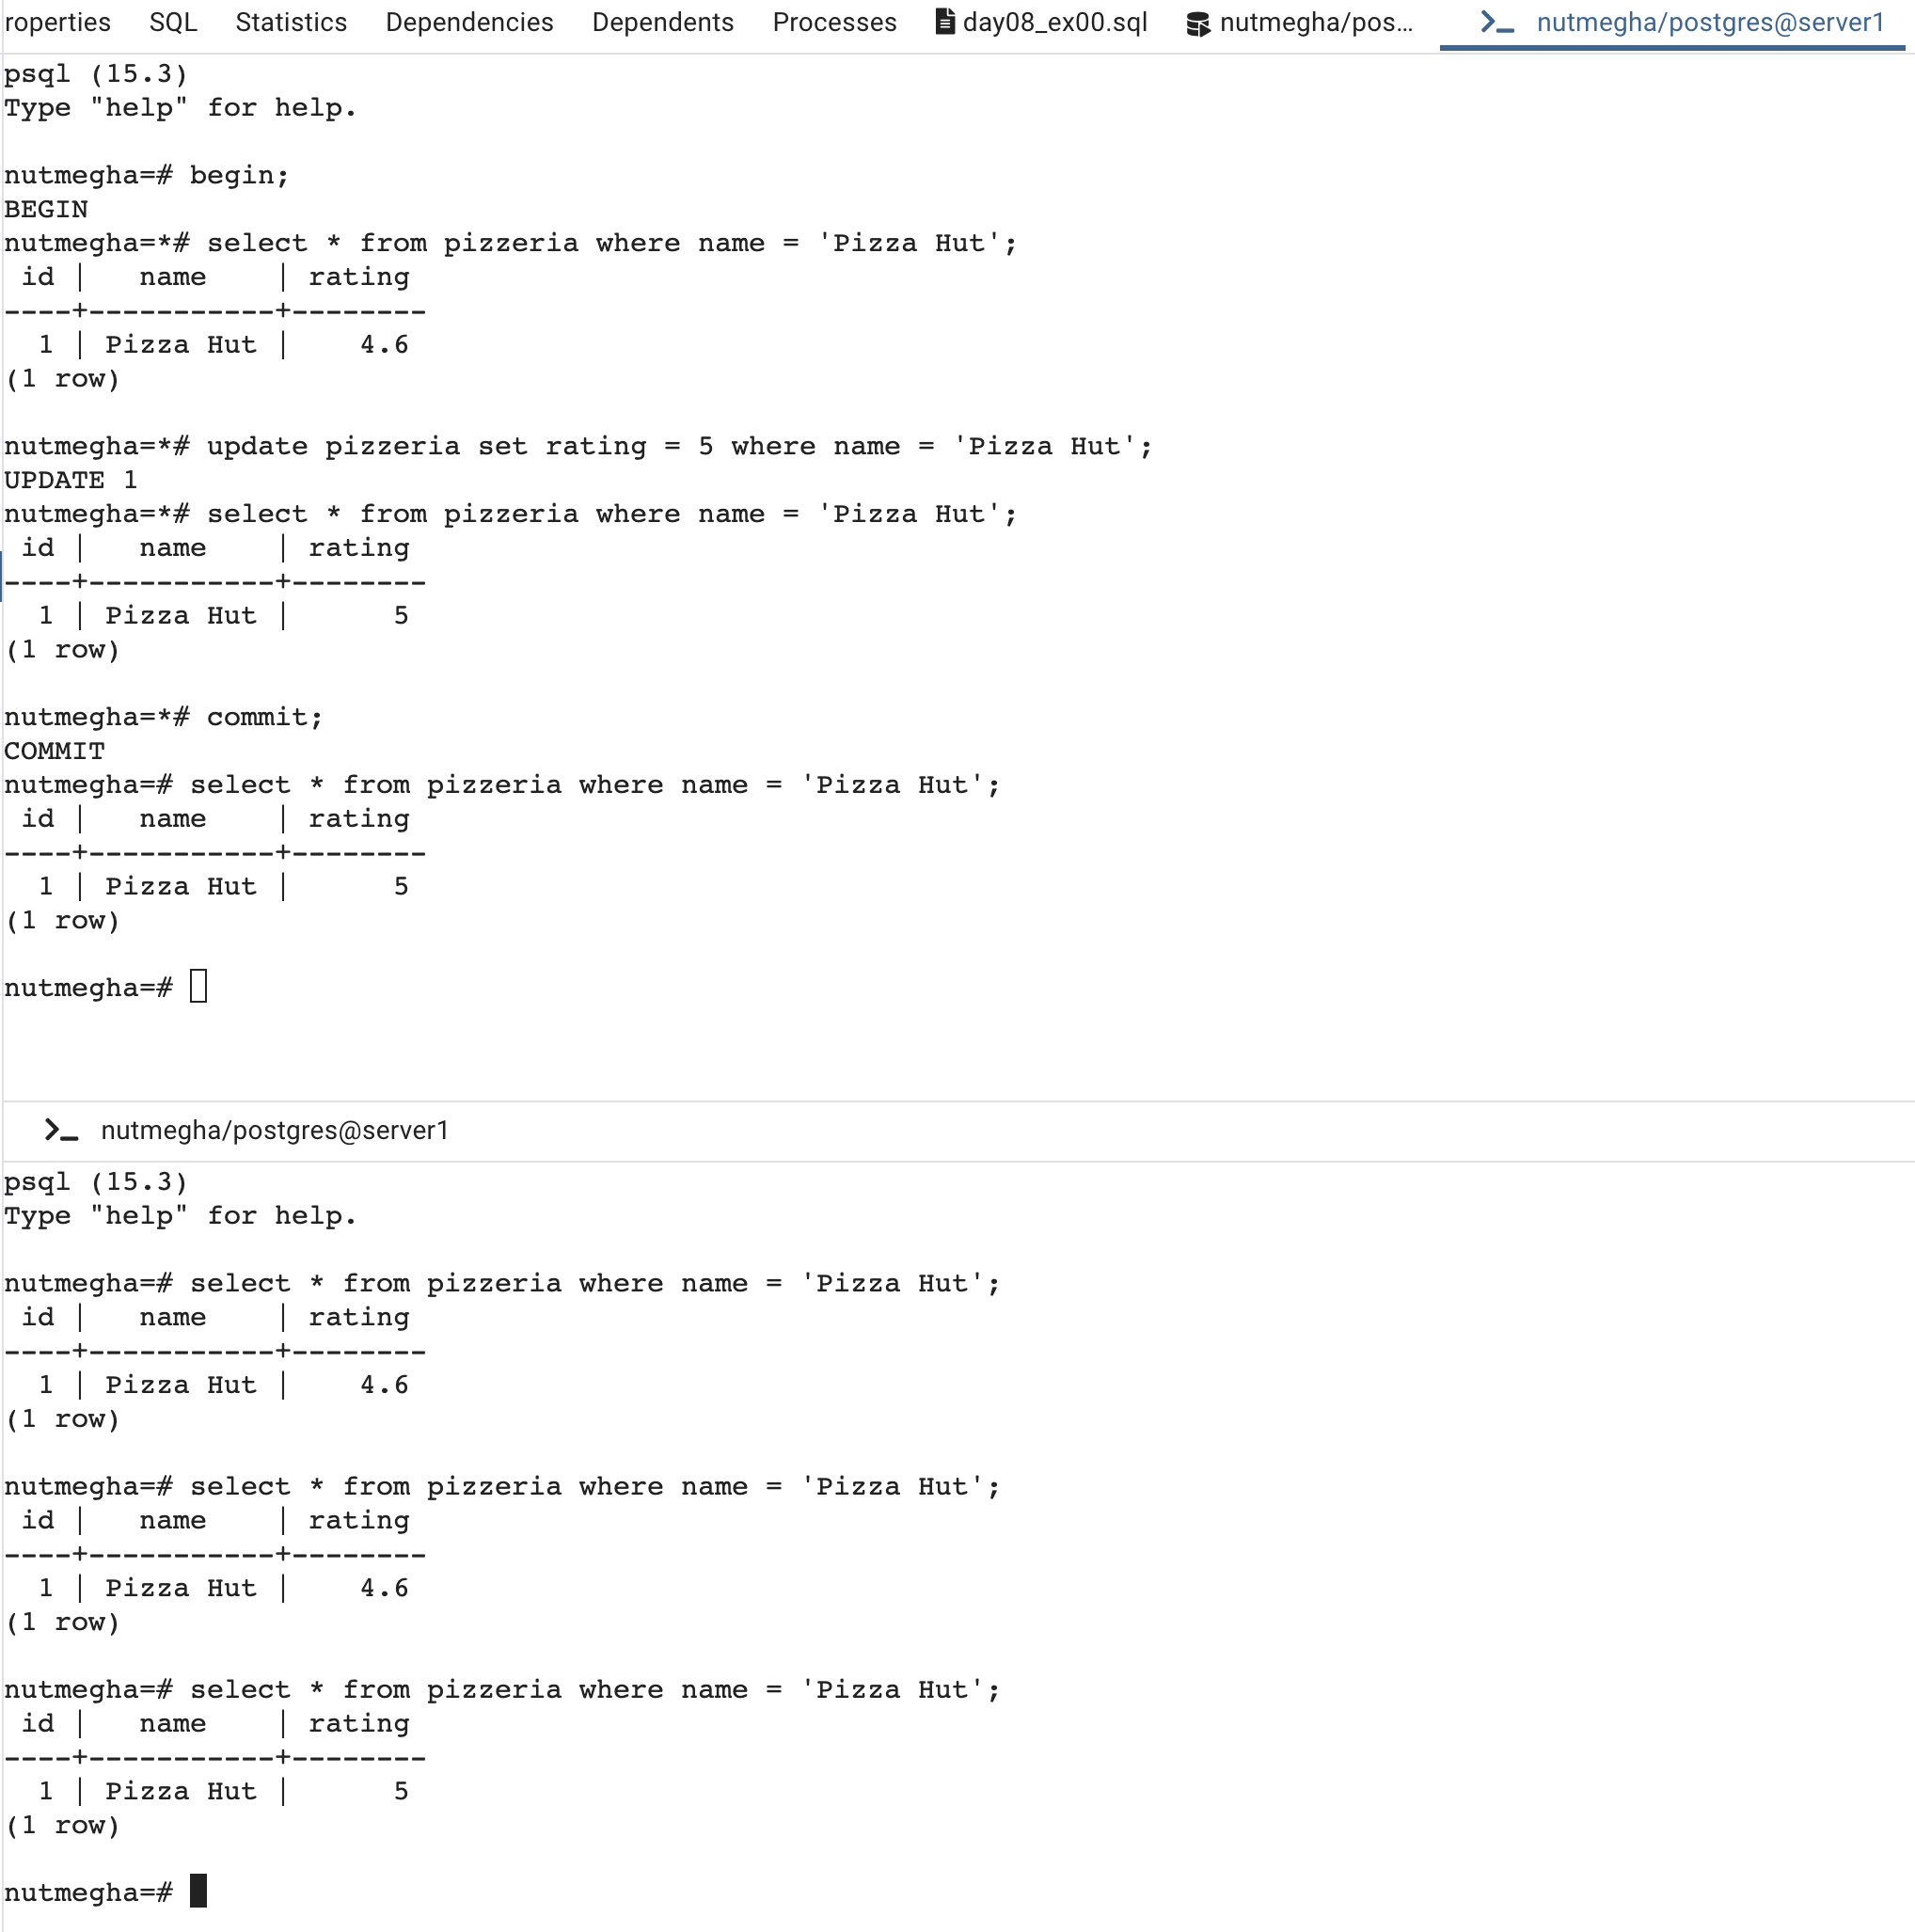 roperties SQL Statistics Dependencies Dependents Processes day08_ex00.sql nutmegha/pos... nutmegha/postgres@server1
psql (15.3)
Type "help" for help.
nutmegha=# begin;
BEGIN
nutmegha=*# select * from pizzeria where name = 'Pizza Hut';
 id |   name    | rating
----+-----------+--------
  1 | Pizza Hut |    4.6
(1 row)
nutmegha=*# update pizzeria set rating = 5 where name = 'Pizza Hut';
UPDATE 1
nutmegha=*# select * from pizzeria where name = 'Pizza Hut';
 id |   name    | rating
----+-----------+--------
  1 | Pizza Hut |      5
(1 row)
nutmegha=*# commit;
COMMIT
nutmegha=# select * from pizzeria where name = 'Pizza Hut';
 id |   name    | rating
----+-----------+--------
  1 | Pizza Hut |      5
(1 row)
nutmegha=#
nutmegha/postgres@server1
psql (15.3)
Type "help" for help.
nutmegha=# select * from pizzeria where name = 'Pizza Hut';
 id |   name    | rating
----+-----------+--------
  1 | Pizza Hut |    4.6
(1 row)
nutmegha=# select * from pizzeria where name = 'Pizza Hut';
 id |   name    | rating
----+-----------+--------
  1 | Pizza Hut |    4.6
(1 row)
nutmegha=# select * from pizzeria where name = 'Pizza Hut';
 id |   name    | rating
----+-----------+--------
  1 | Pizza Hut |      5
(1 row)
nutmegha=#